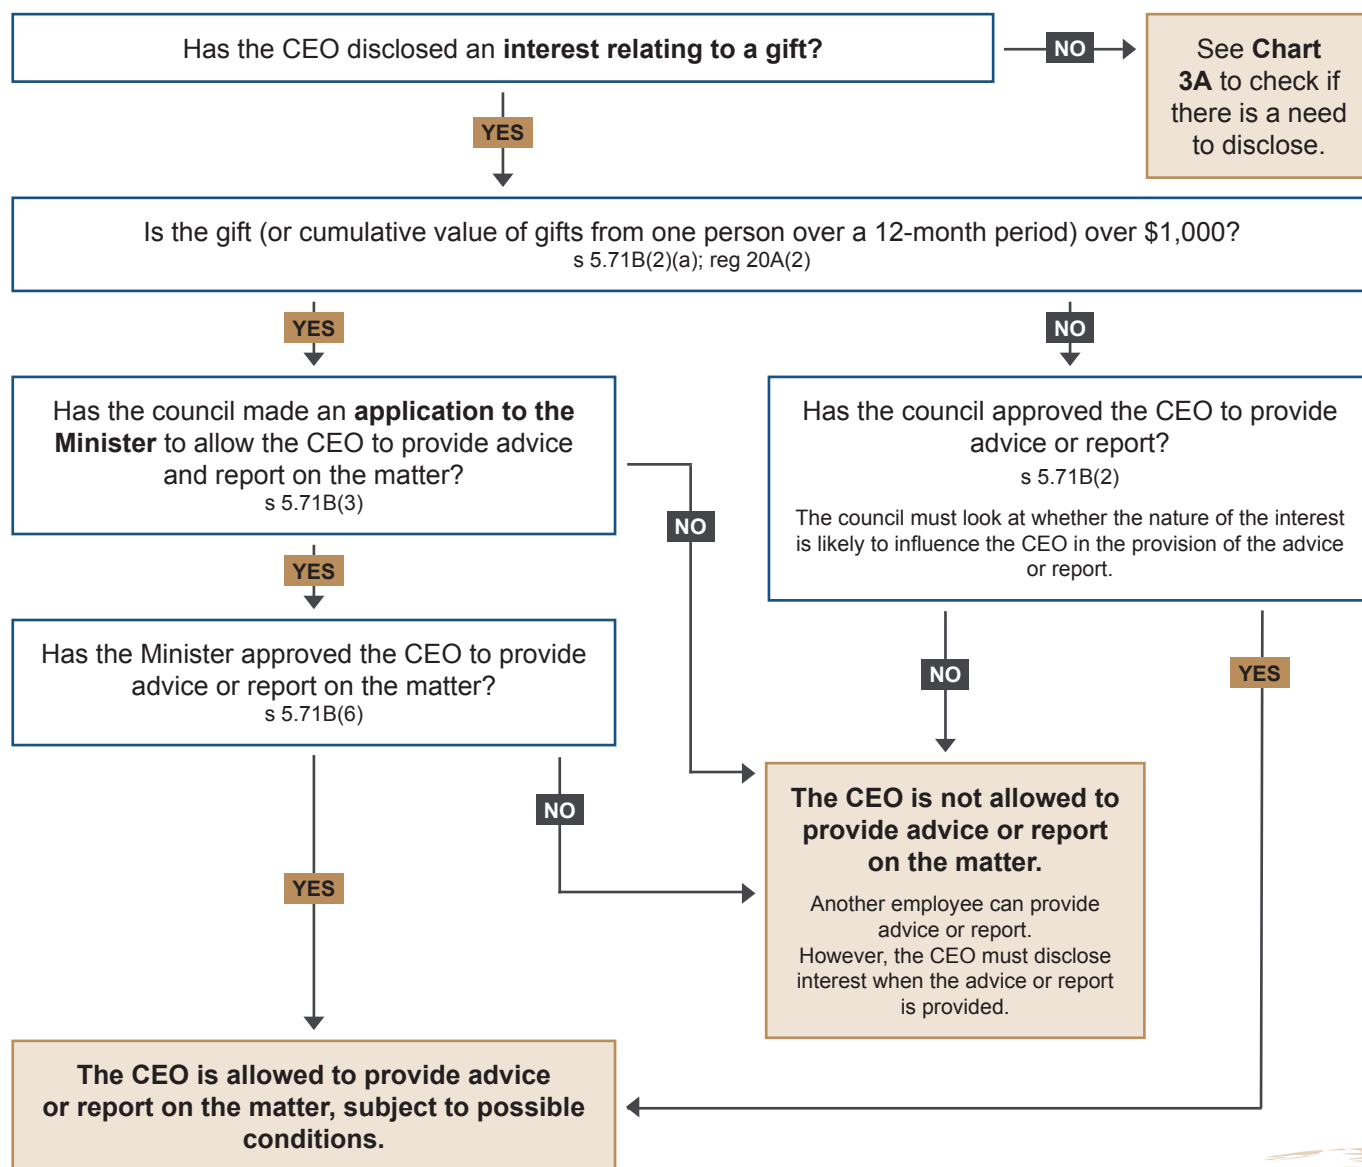 Has the CEO disclosed an interest relating to a gift?
NO
See Chart
3A to check if
there is a need
to disclose.
YES
Is the gift (or cumulative value of gifts from one person over a 12-month period) over $1,000?
s 5.71B(2)(a); reg 20A(2)
YES
NO
Has the council made an application to the
Minister to allow the CEO to provide advice
and report on the matter?
s 5.71B(3)
Has the council approved the CEO to provide
advice or report?
s 5.71B(2)
The council must look at whether the nature of the interest
is likely to influence the CEO in the provision of the advice
or report.
NO
YES
Has the Minister approved the CEO to provide
advice or report on the matter?
s 5.71B(6)
NO
YES
NO
YES
The CEO is not allowed to
provide advice or report
on the matter.
Another employee can provide
advice or report.
However, the CEO must disclose
interest when the advice or report
is provided.
The CEO is allowed to provide advice
or report on the matter, subject to possible
conditions.